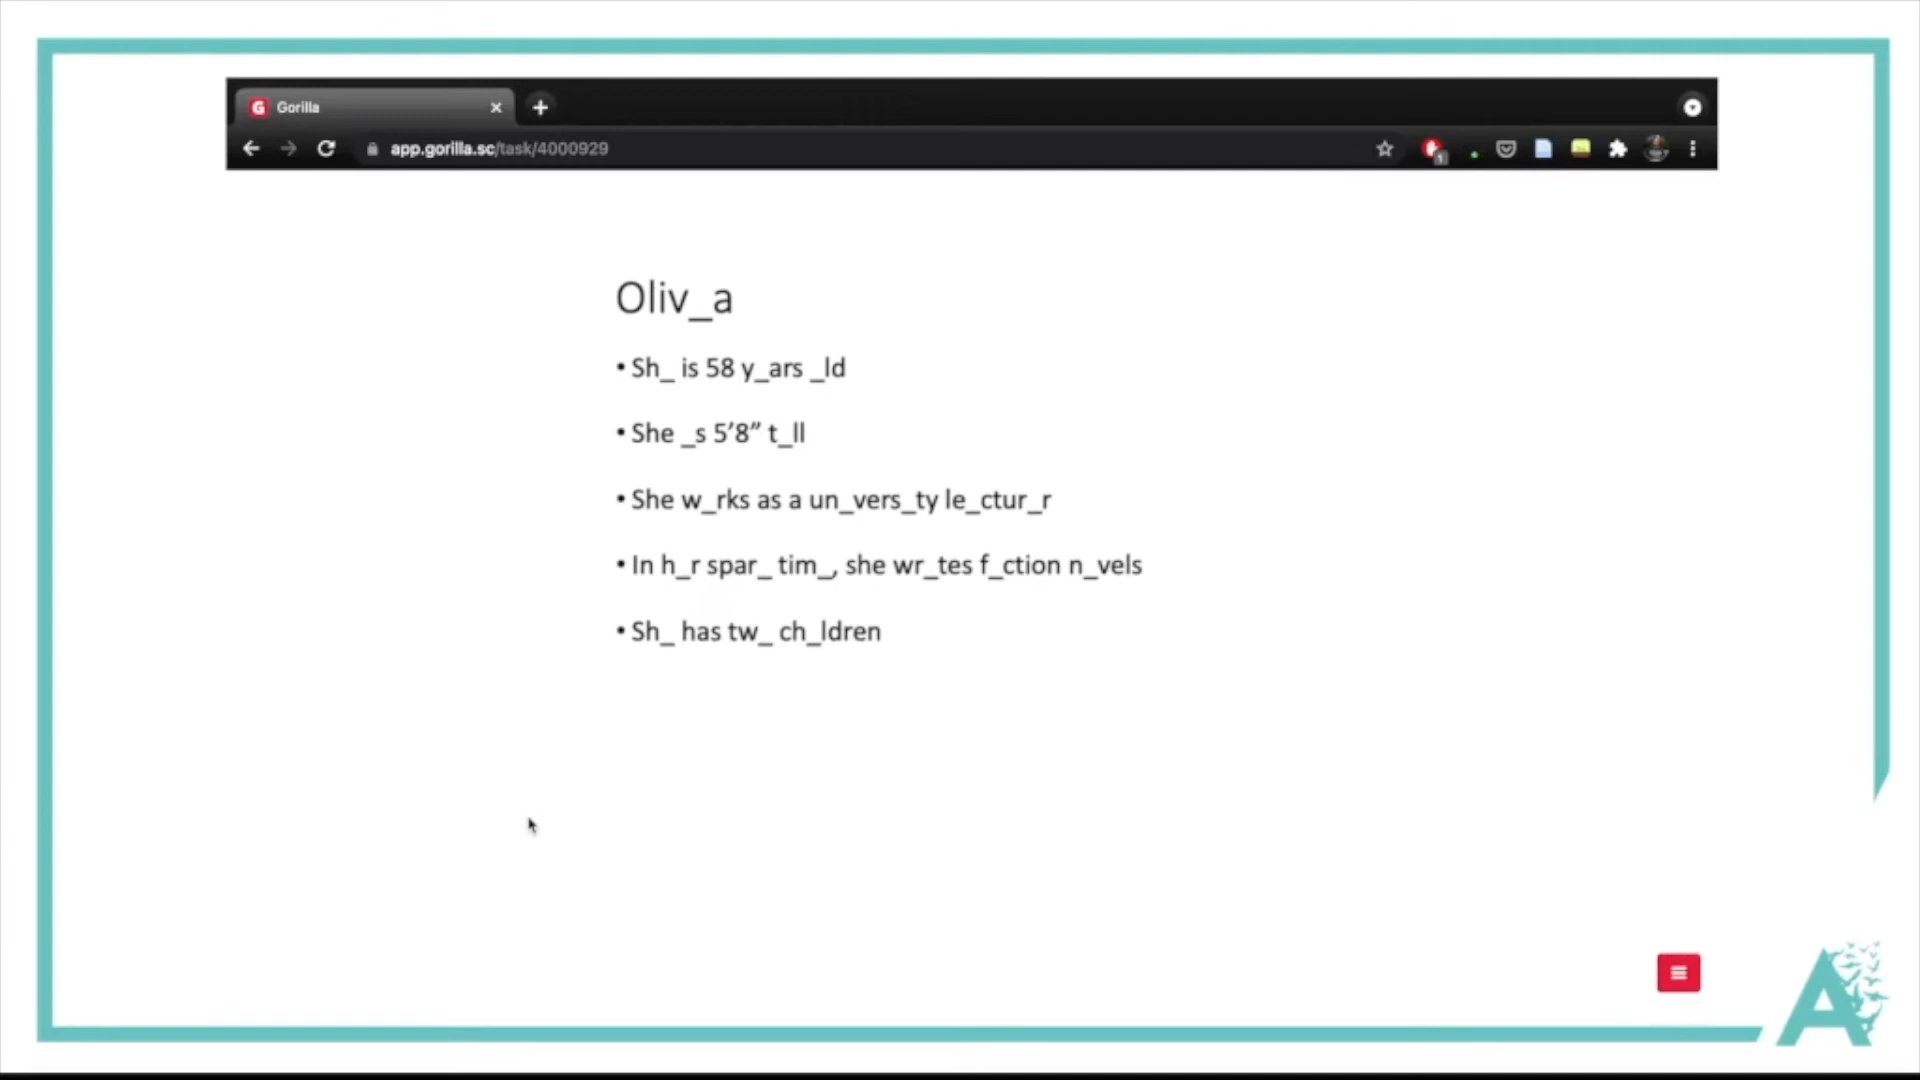 Gorilla
app.gorilla.sc/task/4000929
1
Oliv_a
• Sh_ is 58 y_ars _ld
• She _s 5’8” t_ll
• She w_rks as a un_vers_ty le_ctur_r
• In h_r spar_ tim_, she wr_tes f_ction n_vels
• Sh_ has tw_ ch_ldren